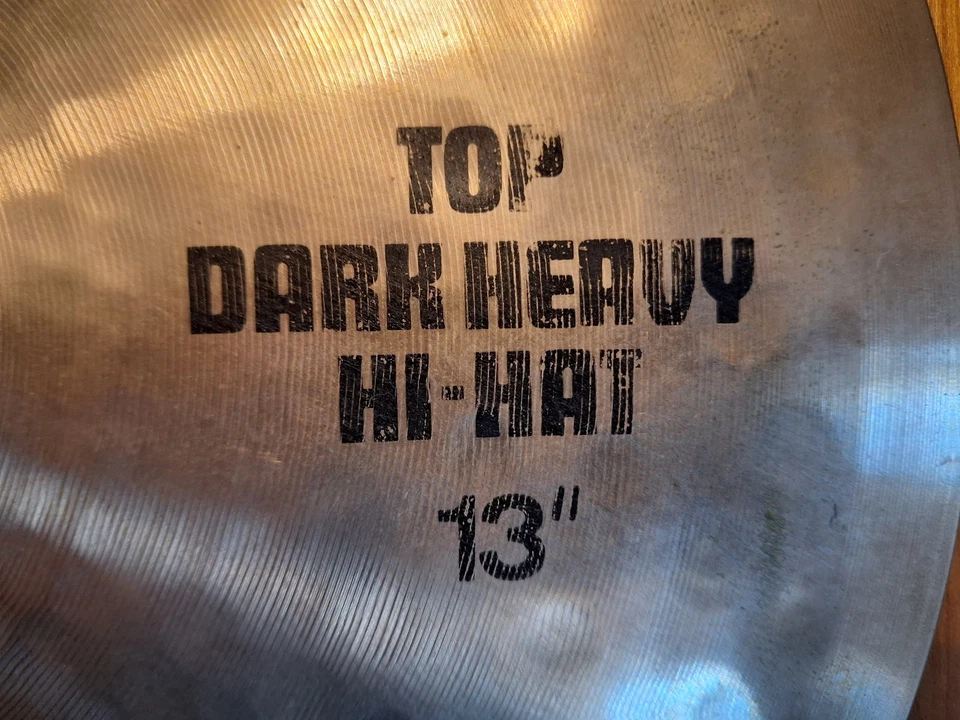 TOP
DARK HEAVY
HI-HAT
13"